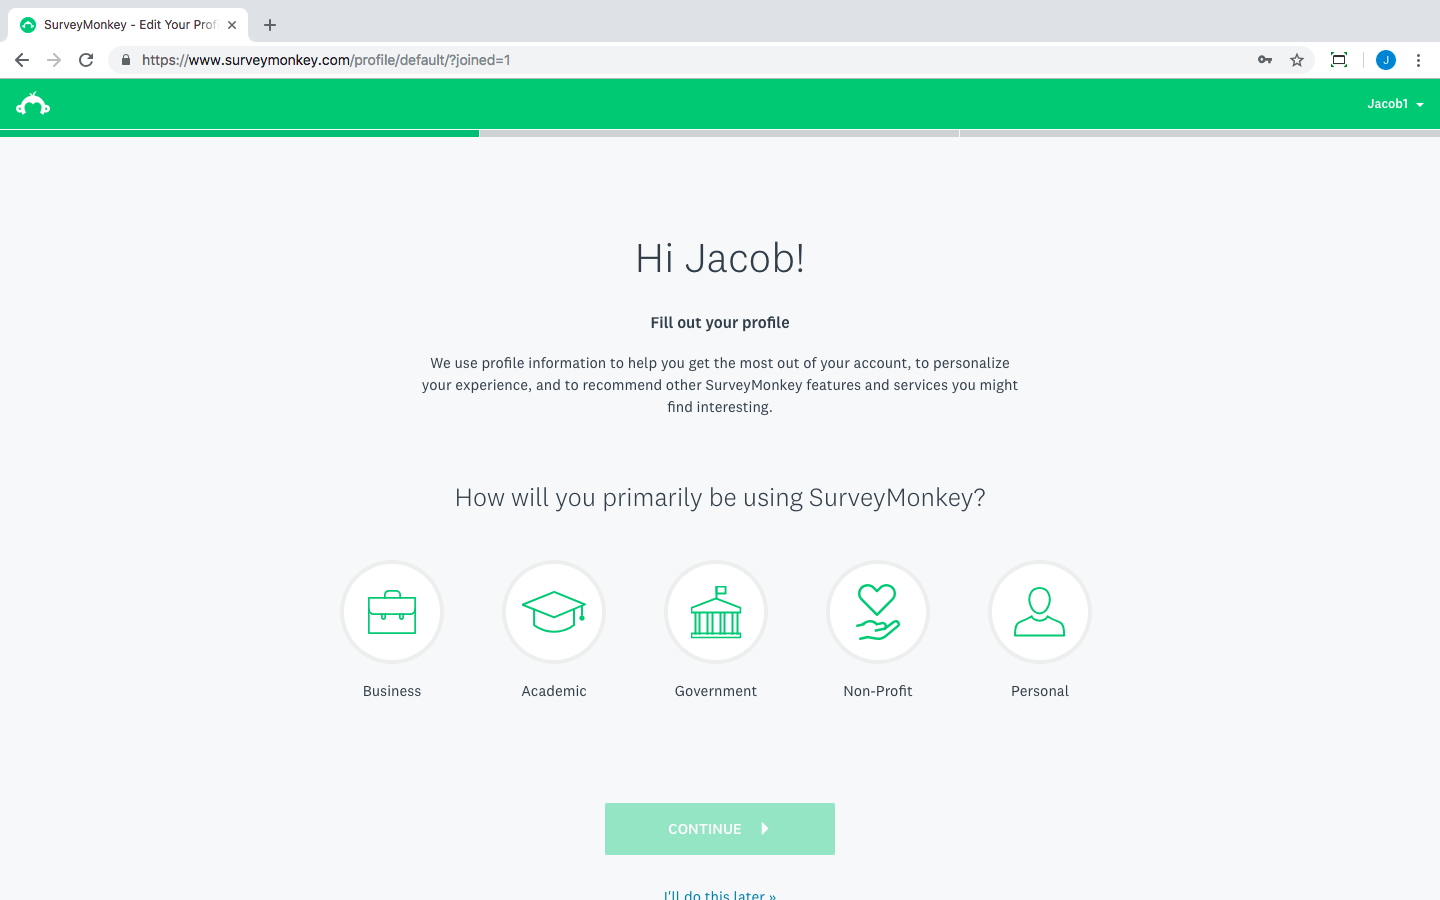 SurveyMonkey - Edit Your Prof
https://www.surveymonkey.com/profile/default/?joined=1
J
Jacob1
Hi Jacob!
Fill out your profile
We use profile information to help you get the most out of your account, to personalize
your experience, and to recommend other SurveyMonkey features and services you might
find interesting.
How will you primarily be using SurveyMonkey?
Business
Academic
Government
Non-Profit
Personal
CONTINUE
I'll do this later »